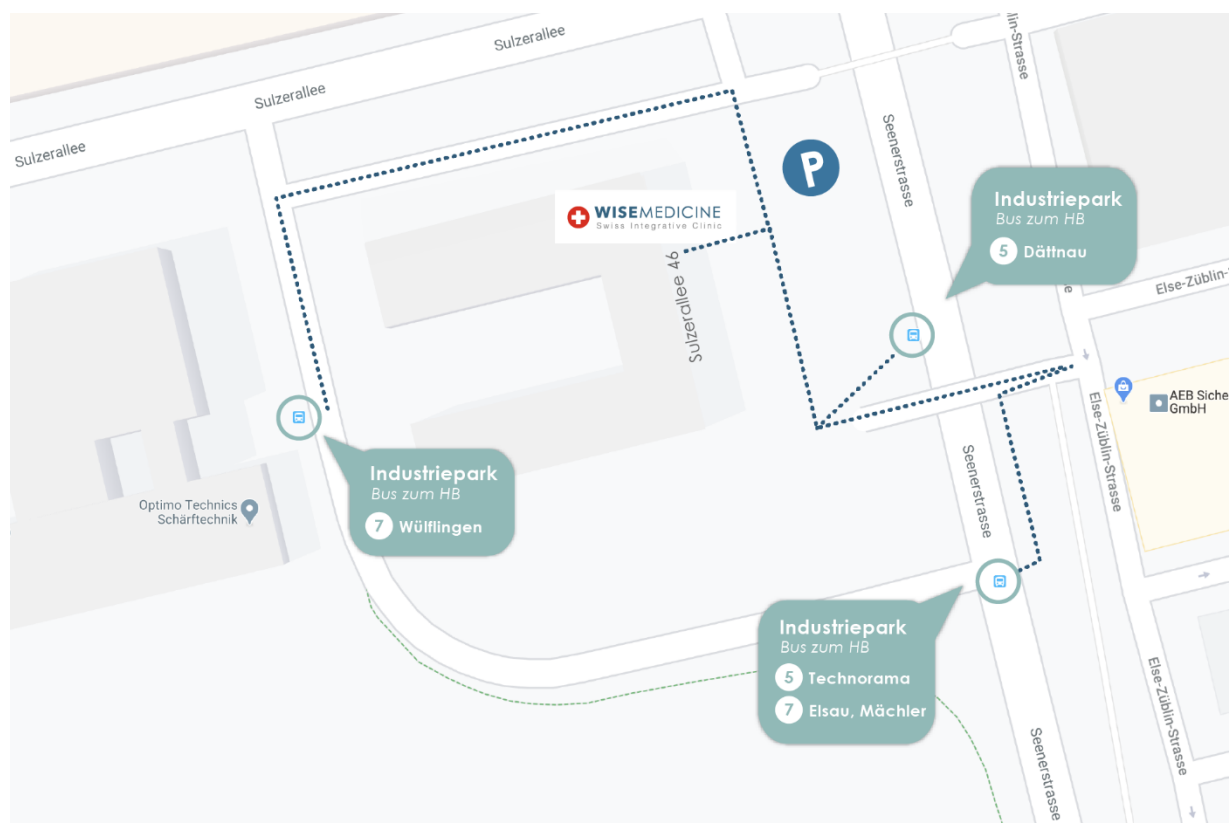 Sulzerallee
Sulzerallee
Sulzerallee
lin-Strasse
Seenerstrasse
P
WISEMEDICINE
Swiss Integrative Clinic
Sulzerallee 46
Industriepark
Bus zum HB
5 Dättnau
e
Else-Züblin-
AEB Siche
GmbH
Else-Züblin-Strasse
Seenerstrasse
Industriepark
Bus zum HB
7 Wülflingen
Optimo Technics
Schärftechnik
Industriepark
Bus zum HB
5 Technorama
7 Elsau, Mächler
Else-Züblin-Strasse
Seenerstrasse